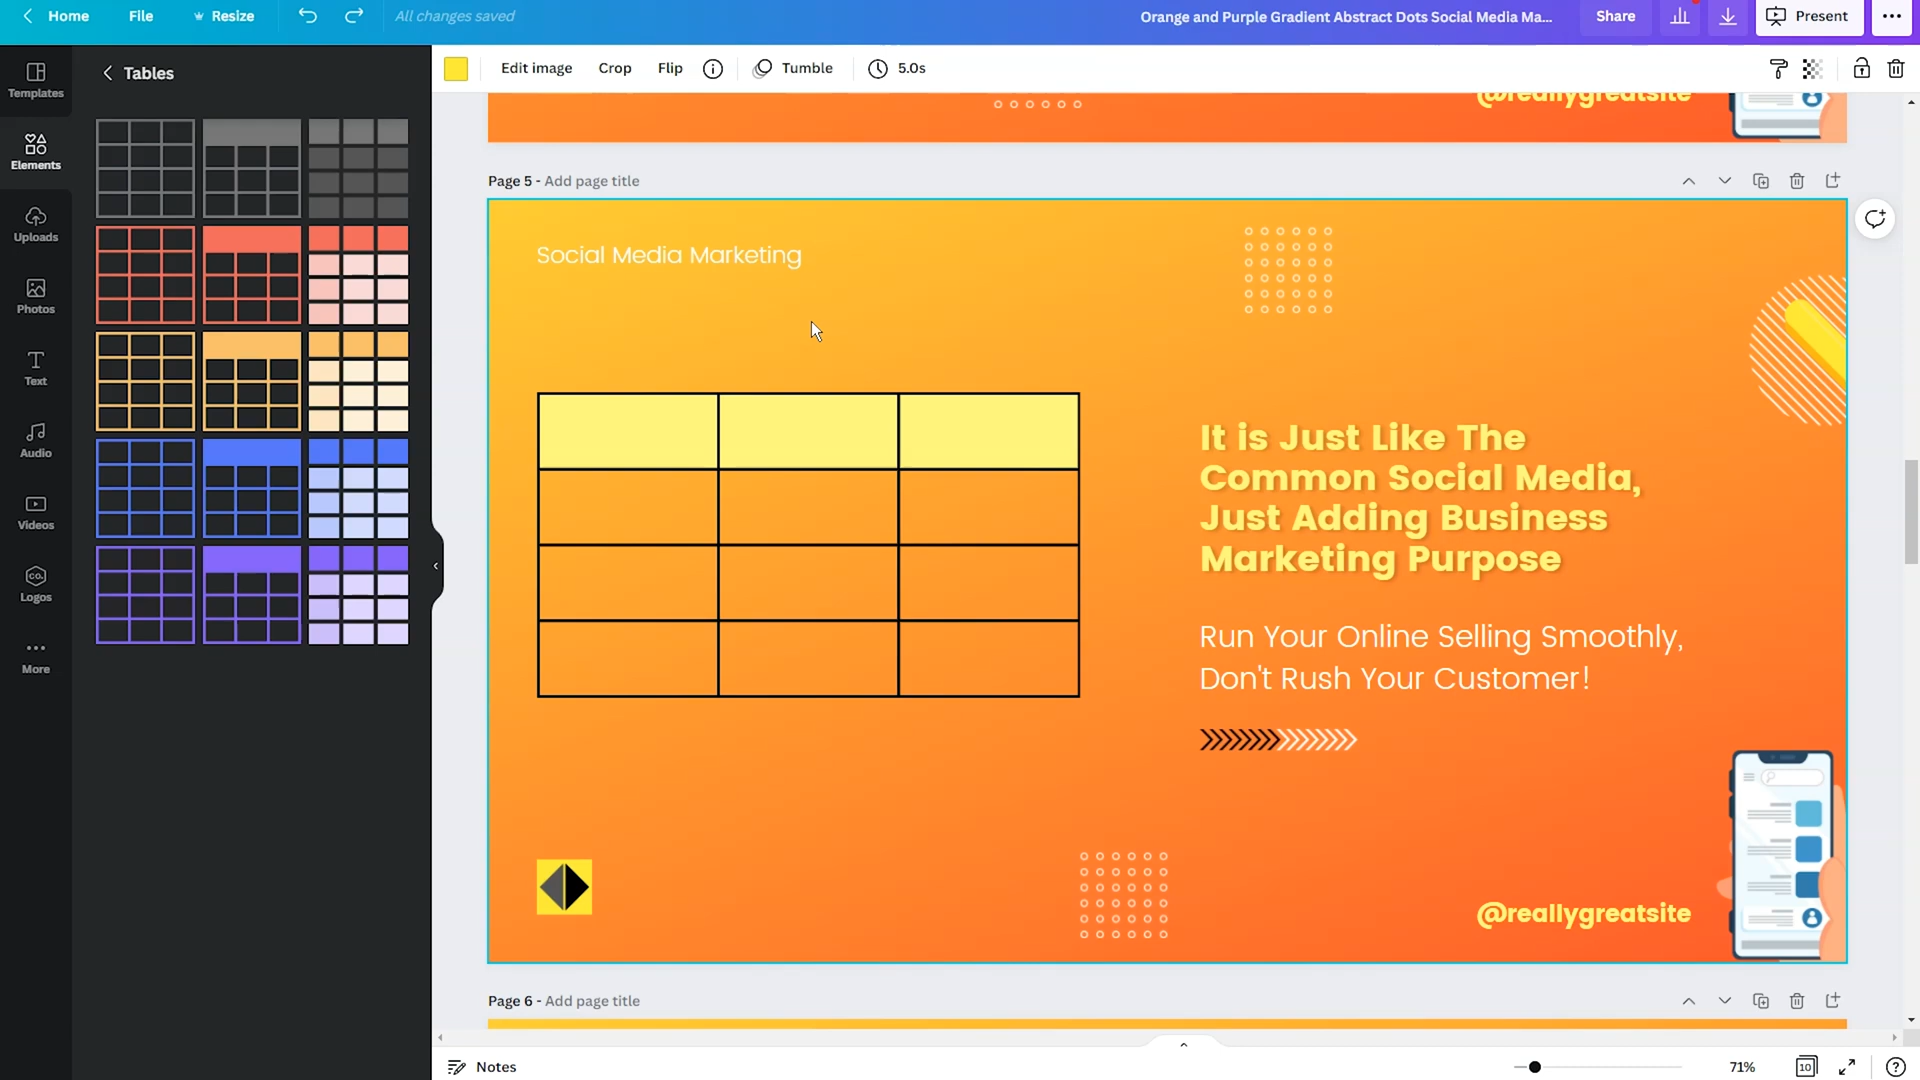 Home File Resize All changes saved Orange and Purple Gradient Abstract Dots Social Media Ma... Share Present
Templates
Elements
Uploads
Photos
Text
Audio
Videos
CO.
Logos
More
Tables
Edit image Crop Flip Tumble 5.0s
@reallygreatsite
Page 5 - Add page title
Social Media Marketing
It is Just Like The
Common Social Media,
Just Adding Business
Marketing Purpose
Run Your Online Selling Smoothly,
Don't Rush Your Customer!
@reallygreatsite
Page 6 - Add page title
Notes 71% 10